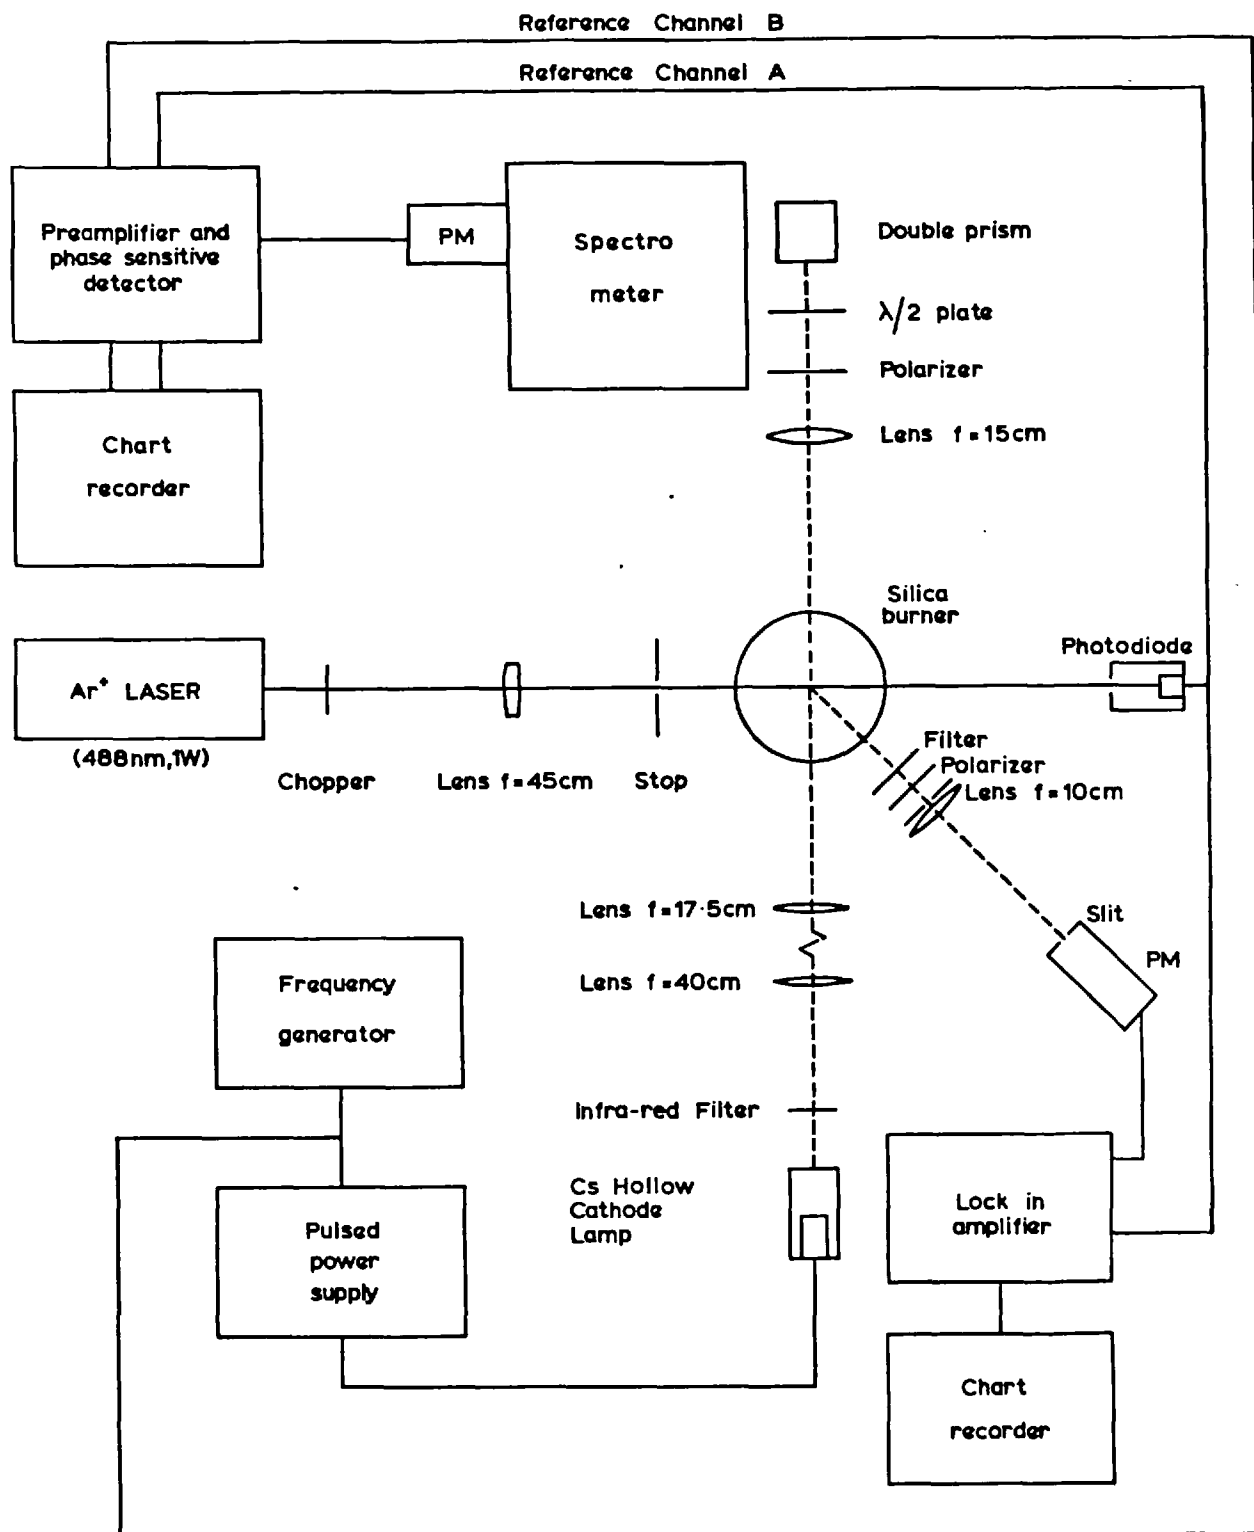 Reference Channel B
Reference Channel A
Preamplifier and
phase sensitive
detector
PM
Spectro
meter
Double prism
λ/2 plate
Polarizer
Lens f=15cm
Chart
recorder
Silica
burner
Photodiode
Ar⁺ LASER
(488nm,1W)
Chopper
Lens f=45cm
Stop
Filter
Polarizer
Lens f=10cm
Lens f=17·5cm
Slit
PM
Lens f=40cm
Frequency
generator
Infra-red Filter
Cs Hollow
Cathode
Lamp
Pulsed
power
supply
Lock in
amplifier
Chart
recorder